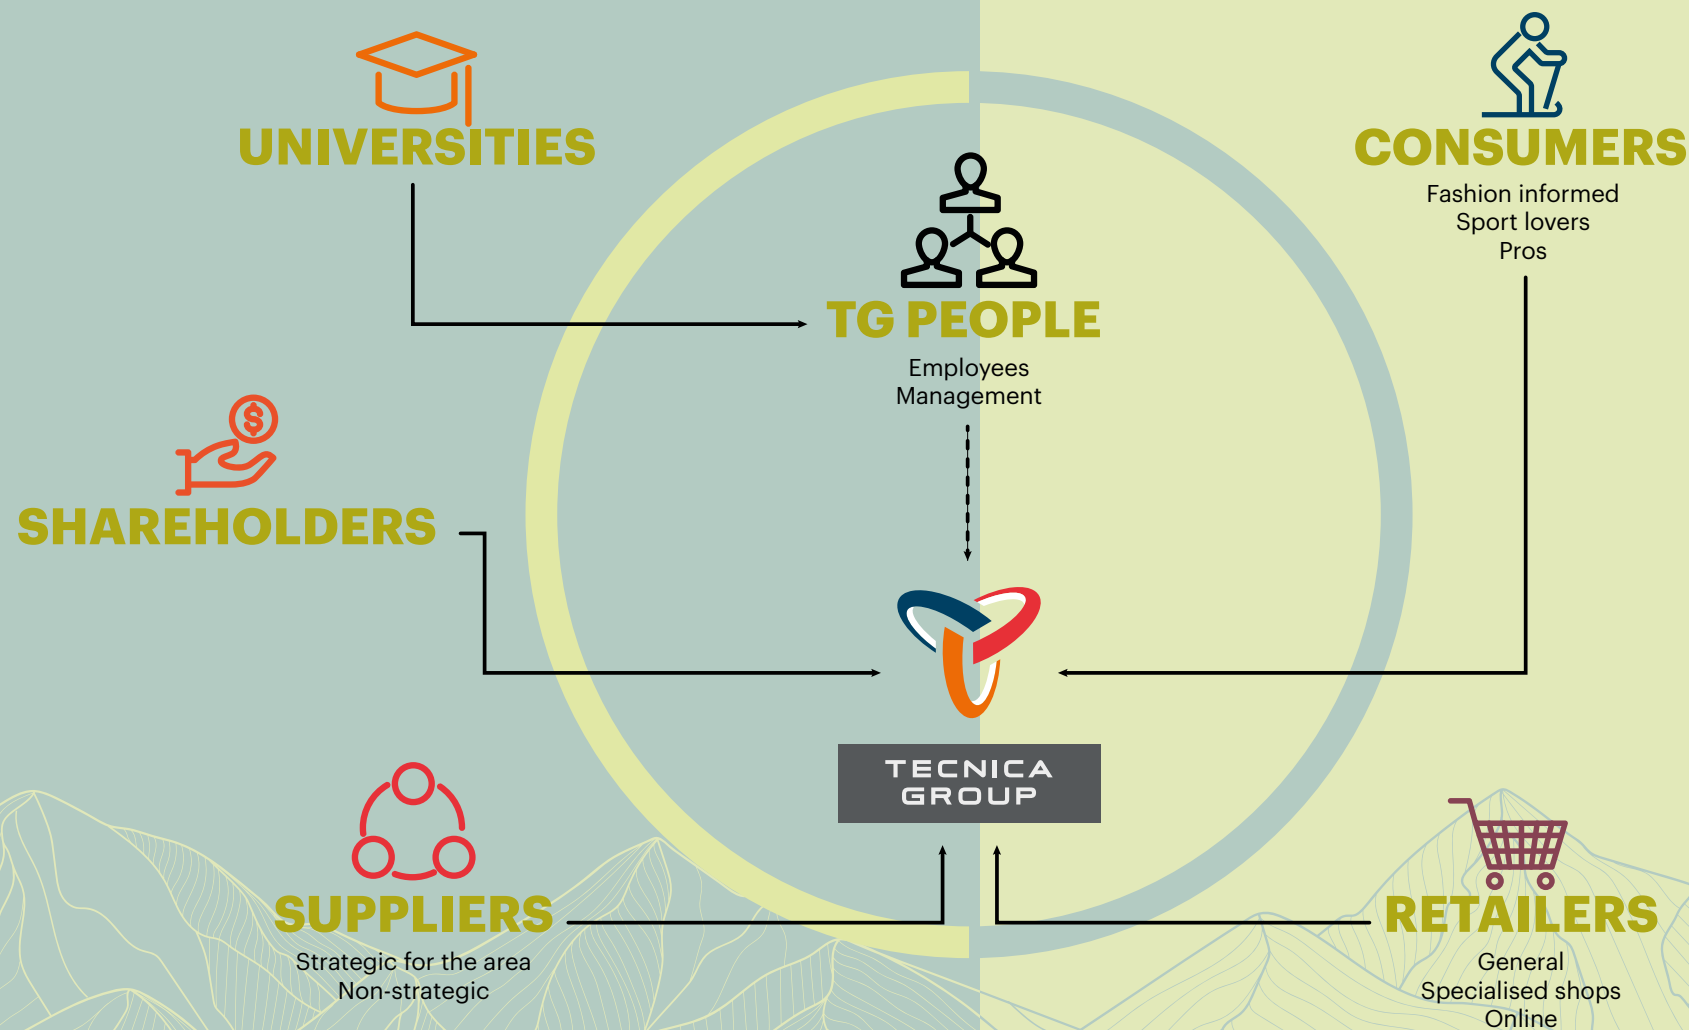 UNIVERSITIES
CONSUMERS
Fashion informed
Sport lovers
Pros
TG PEOPLE
Employees
Management
$
SHAREHOLDERS
TECNICA
GROUP
SUPPLIERS
Strategic for the area
Non-strategic
RETAILERS
General
Specialised shops
Online